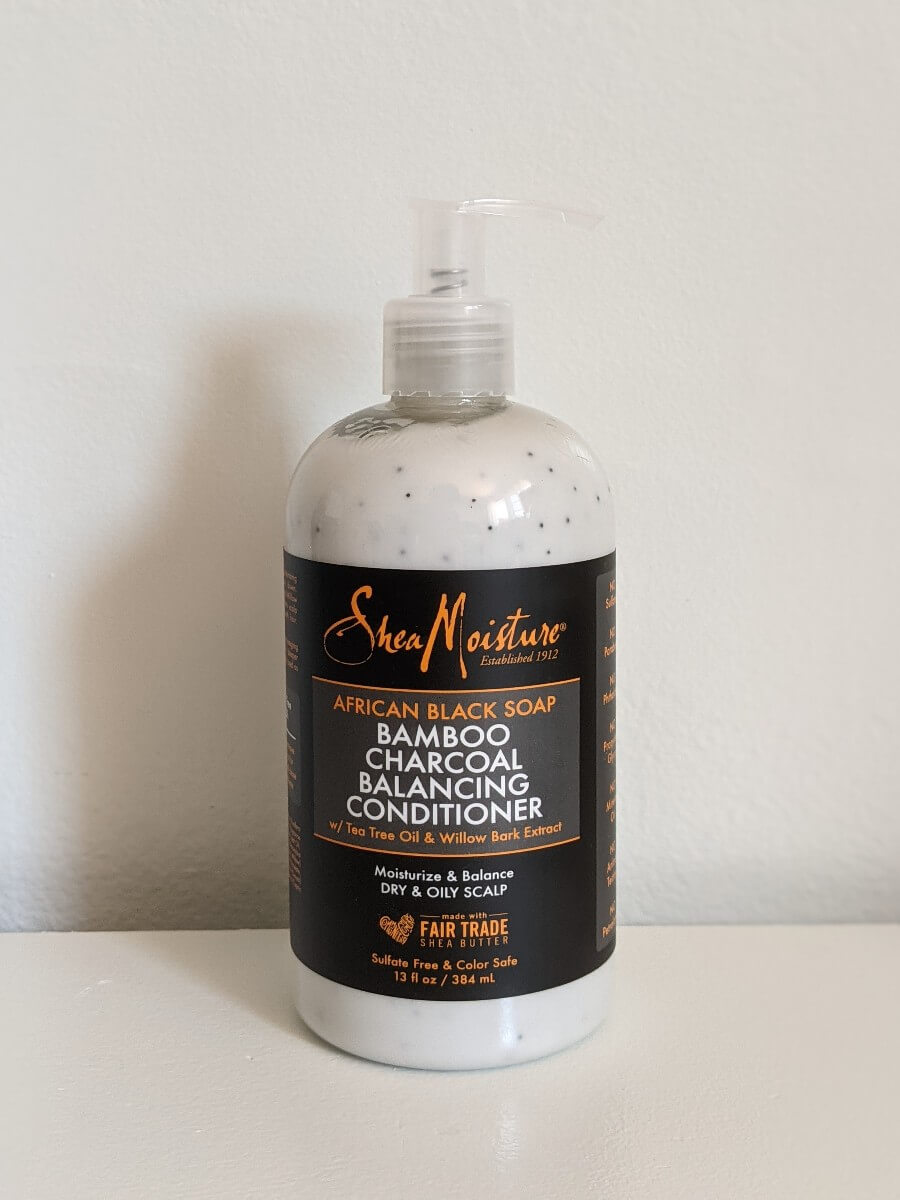 SheaMoisture®
Established 1912
AFRICAN BLACK SOAP
BAMBOO
CHARCOAL
BALANCING
CONDITIONER
w/ Tea Tree Oil & Willow Bark Extract
Moisturize & Balance
DRY & OILY SCALP
made with
FAIR TRADE
SHEA BUTTER
Sulfate Free & Color Safe
13 fl oz / 384 mL